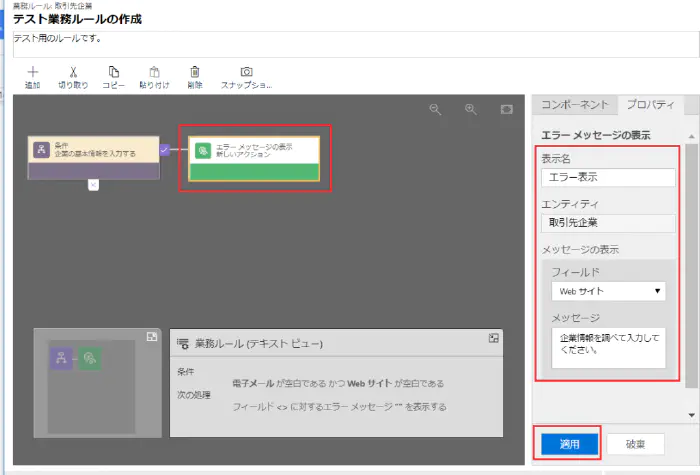 業務ルール: 取引先企業
テスト業務ルールの作成
テスト用のルールです。
追加
切り取り
コピー
貼り付け
削除
スナップショ...
条件
企業の基本情報を入力する
エラー メッセージの表示
新しいアクション
業務ルール (テキスト ビュー)
条件
電子メール が空白である かつ Web サイト が空白である
次の処理
フィールド <> に対するエラー メッセージ "" を表示する
コンポーネント
プロパティ
エラー メッセージの表示
表示名
エラー表示
エンティティ
取引先企業
メッセージの表示
フィールド
Web サイト
メッセージ
企業情報を調べて入力して
ください。
適用
破棄